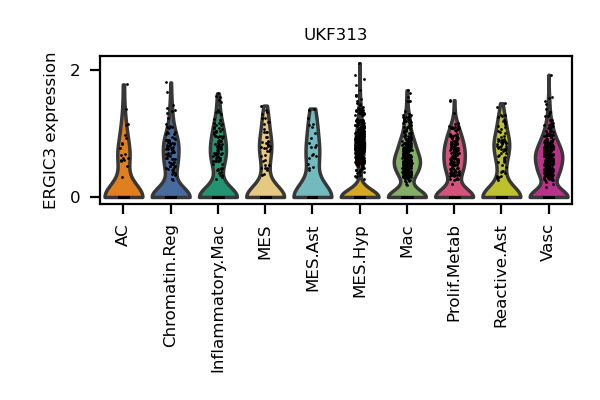 UKF313
ERGIC3 expression
2
0
AC
Chromatin.Reg
Inflammatory.Mac
MES
MES.Ast
MES.Hyp
Mac
Prolif.Metab
Reactive.Ast
Vasc